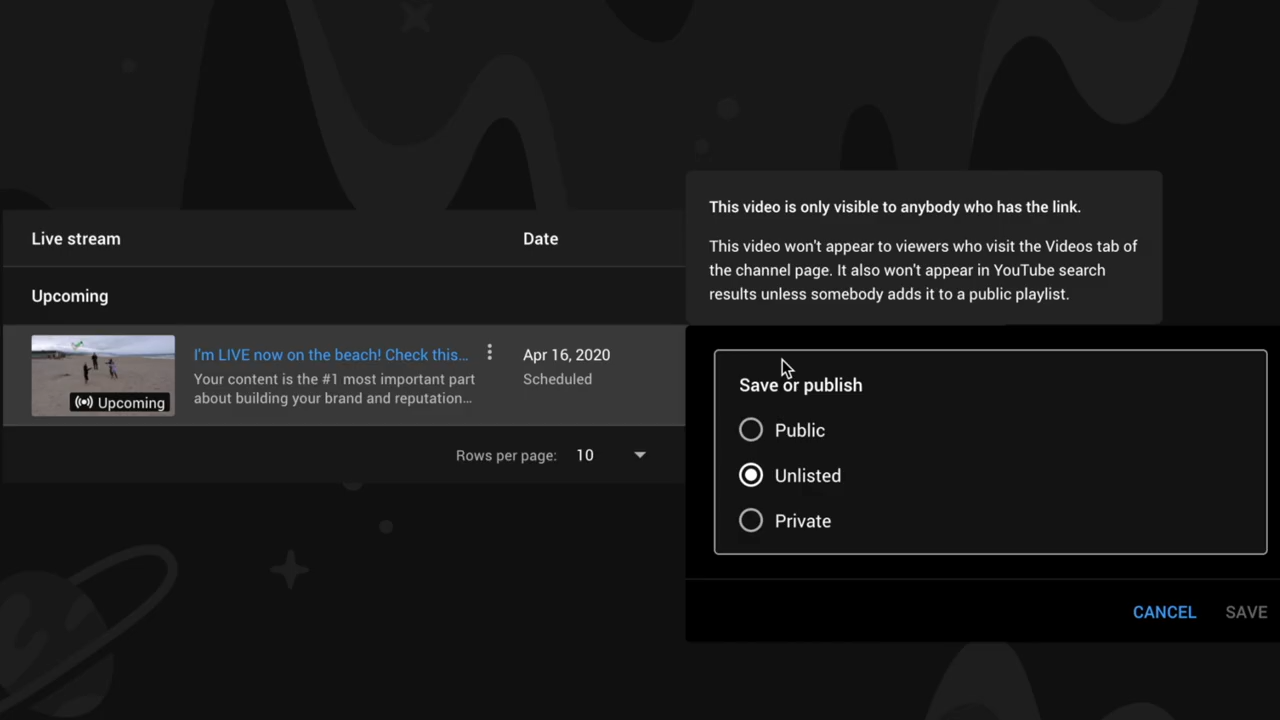 Live stream
Date
Upcoming
Upcoming
I'm LIVE now on the beach! Check this...
Your content is the #1 most important part
about building your brand and reputation...
Apr 16, 2020
Scheduled
Rows per page: 10
This video is only visible to anybody who has the link.
This video won't appear to viewers who visit the Videos tab of
the channel page. It also won't appear in YouTube search
results unless somebody adds it to a public playlist.
Save or publish
Public
Unlisted
Private
CANCEL
SAVE